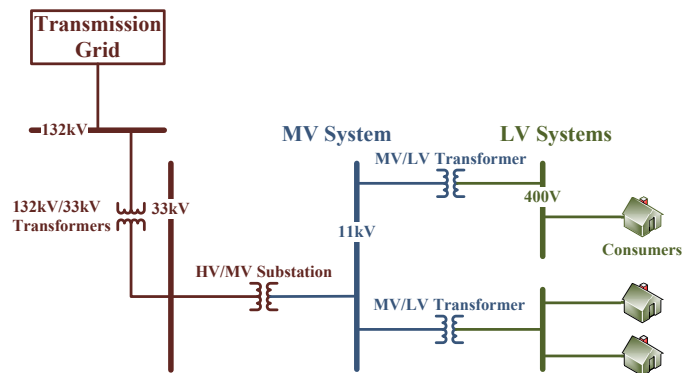 Transmission
Grid
132kV
MV System
LV Systems
MV/LV Transformer
132kV/33kV
Transformers
33kV
400V
11kV
Consumers
HV/MV Substation
MV/LV Transformer